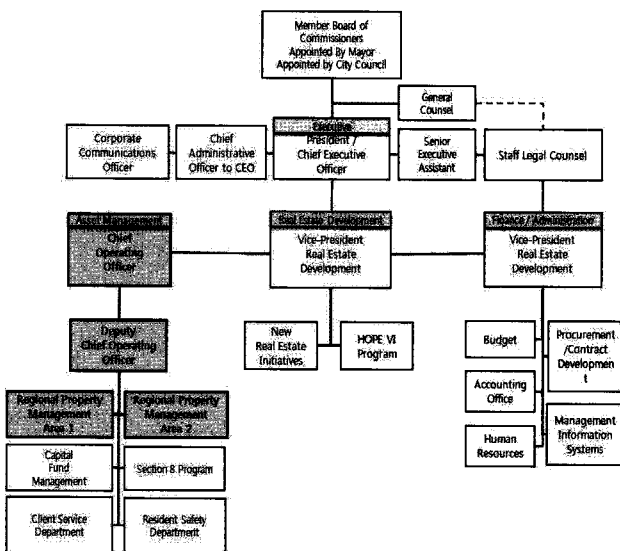 Member Board of
Commissioners
Appointed By Mayor
Appointed by City Council
General
Counsel
Corporate
Communications
Officer
Chief
Administrative
Officer to CEO
Executive
President /
Chief Executive
Officer
Senior
Executive
Assistant
Staff Legal Counsel
Asset Management
Chief
Operating
Officer
Real Estate Development
Vice-President
Real Estate
Development
Finance / Administration
Vice-President
Real Estate
Development
Deputy
Chief Operating
Officer
New
Real Estate
Initiatives
HOPE VI
Program
Budget
Procurement
/Contract
Developmen
t
Accounting
Office
Human
Resources
Management
Information
Systems
Regional Property
Management
Area 1
Regional Property
Management
Area 2
Capital
Fund
Management
Section 8 Program
Client Service
Department
Resident Safety
Department